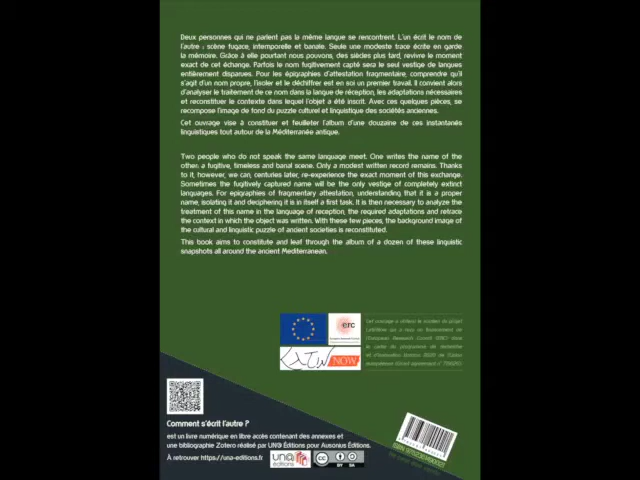 Deux personnes qui ne parlent pas la même langue se rencontrent. L'un écrit le nom de
l'autre : scène fugace, intemporelle et banale. Seule une modeste trace écrite en garde
la mémoire. Grâce à elle pourtant nous pouvons, des siècles plus tard, revivre le moment
exact de cet échange. Parfois le nom fugitivement capté sera le seul vestige de langues
entièrement disparues. Pour les épigraphies d'attestation fragmentaire, comprendre qu'il
s'agit d'un nom propre, l'isoler et le déchiffrer est en soi un premier travail. Il convient alors
d'analyser le traitement de ce nom dans la langue de réception, les adaptations nécessaires
et reconstituer le contexte dans lequel l'objet a été inscrit. Avec ces quelques pièces, se
recompose l'image de fond du puzzle culturel et linguistique des sociétés anciennes.
Cet ouvrage vise à constituer et feuilleter l'album d'une douzaine de ces instantanés
linguistiques tout autour de la Méditerranée antique.
Two people who do not speak the same language meet. One writes the name of the
other: a fugitive, timeless and banal scene. Only a modest written record remains. Thanks
to it, however, we can, centuries later, re-experience the exact moment of this exchange.
Sometimes the fugitively captured name will be the only vestige of completely extinct
languages. For epigraphies of fragmentary attestation, understanding that it is a proper
name, isolating it and deciphering it is in itself a first task. It is then necessary to analyze the
treatment of this name in the language of reception, the required adaptations and retrace
the context in which the object was written. With these few pieces, the background image of
the cultural and linguistic puzzle of ancient societies is reconstituted.
This book aims to constitute and leaf through the album of a dozen of these linguistic
snapshots all around the ancient Mediterranean.
erc
LATIN NOW
Comment s'écrit l'autre ?
est un livre numérique en libre accès contenant des annexes et
une bibliographie Zotero réalisé par UN@ Éditions pour Ausonius Éditions.
À retrouver https://una-editions.fr
un@
éditions
cc BY SA